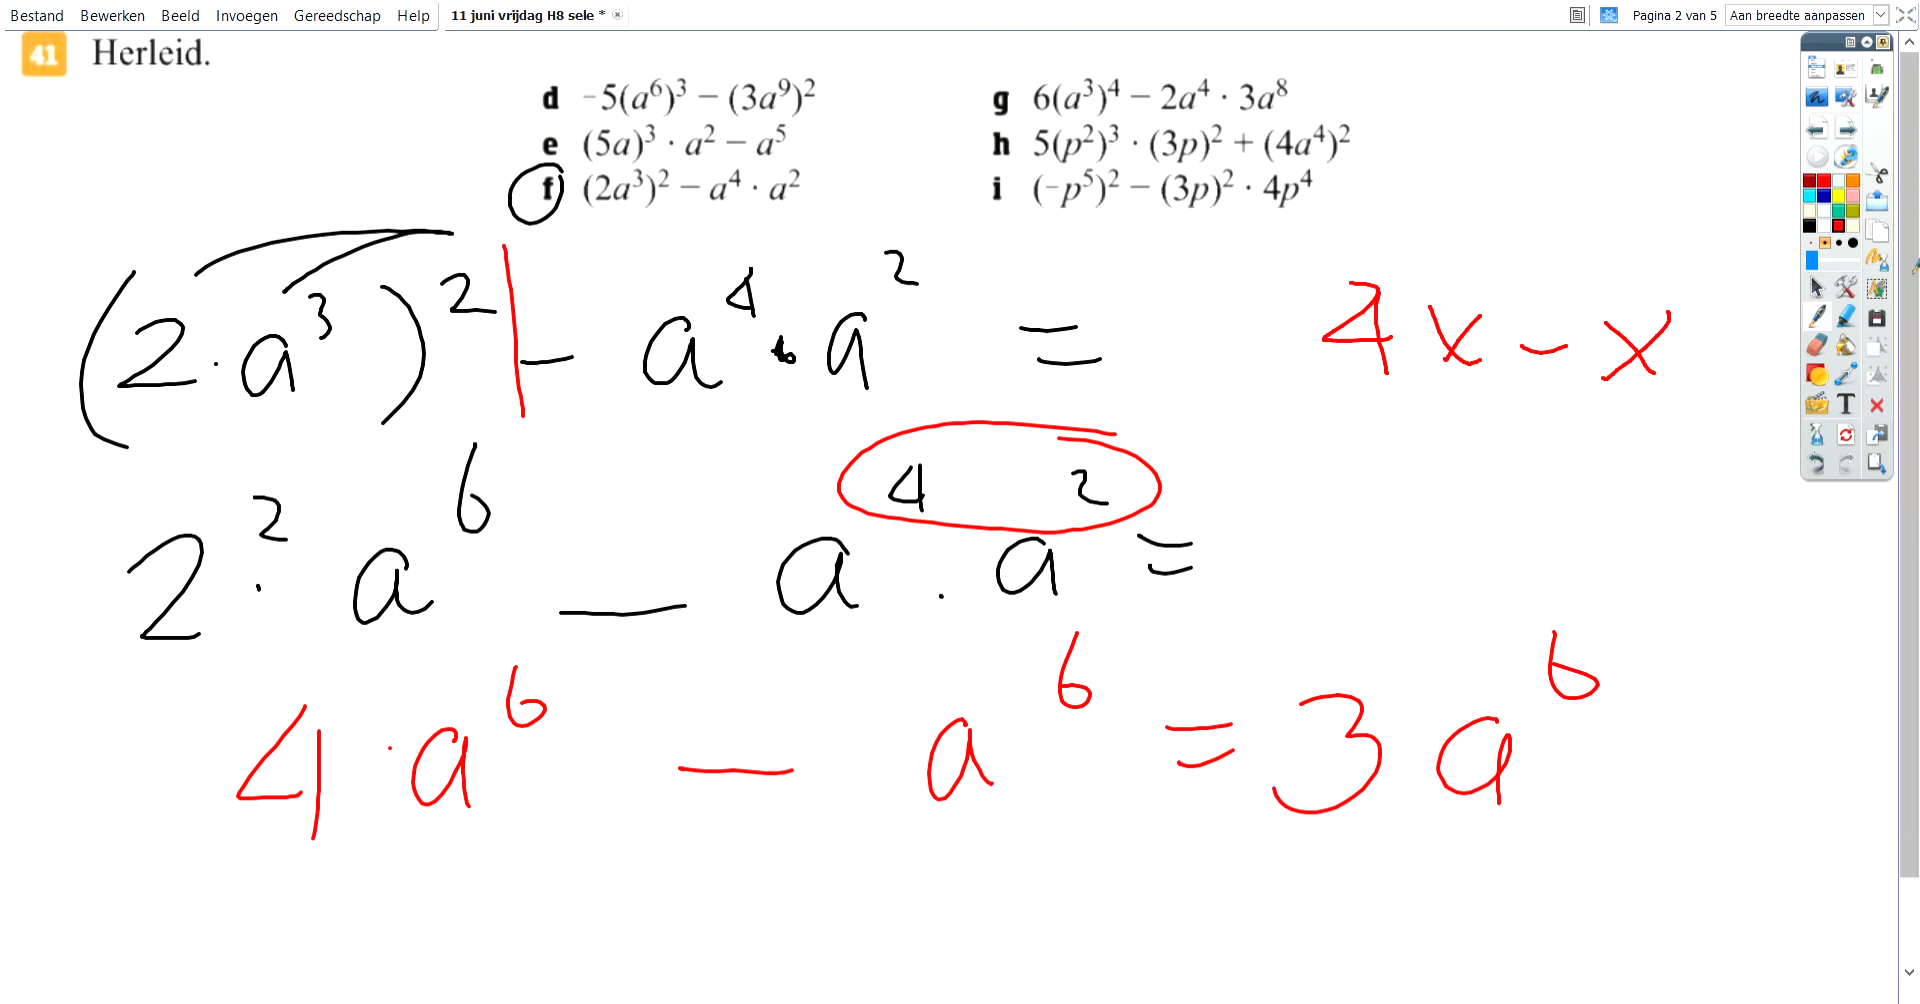 Bestand Bewerken Beeld Invoegen Gereedschap Help 11 juni vrijdag H8 sele * Pagina 2 van 5 Aan breedte aanpassen
41 Herleid.
d -5(a⁶)³ − (3a⁹)² g 6(a³)⁴ − 2a⁴ · 3a⁸
e (5a)³ · a² − a⁵ h 5(p²)³ · (3p)² + (4a⁴)²
f (2a³)² − a⁴ · a² i (-p⁵)² − (3p)² · 4p⁴
(2 · a³)² − a⁴ · a² = 4x − x
2² · a⁶ − a⁴ · a² =
4 · a⁶ − a⁶ = 3a⁶